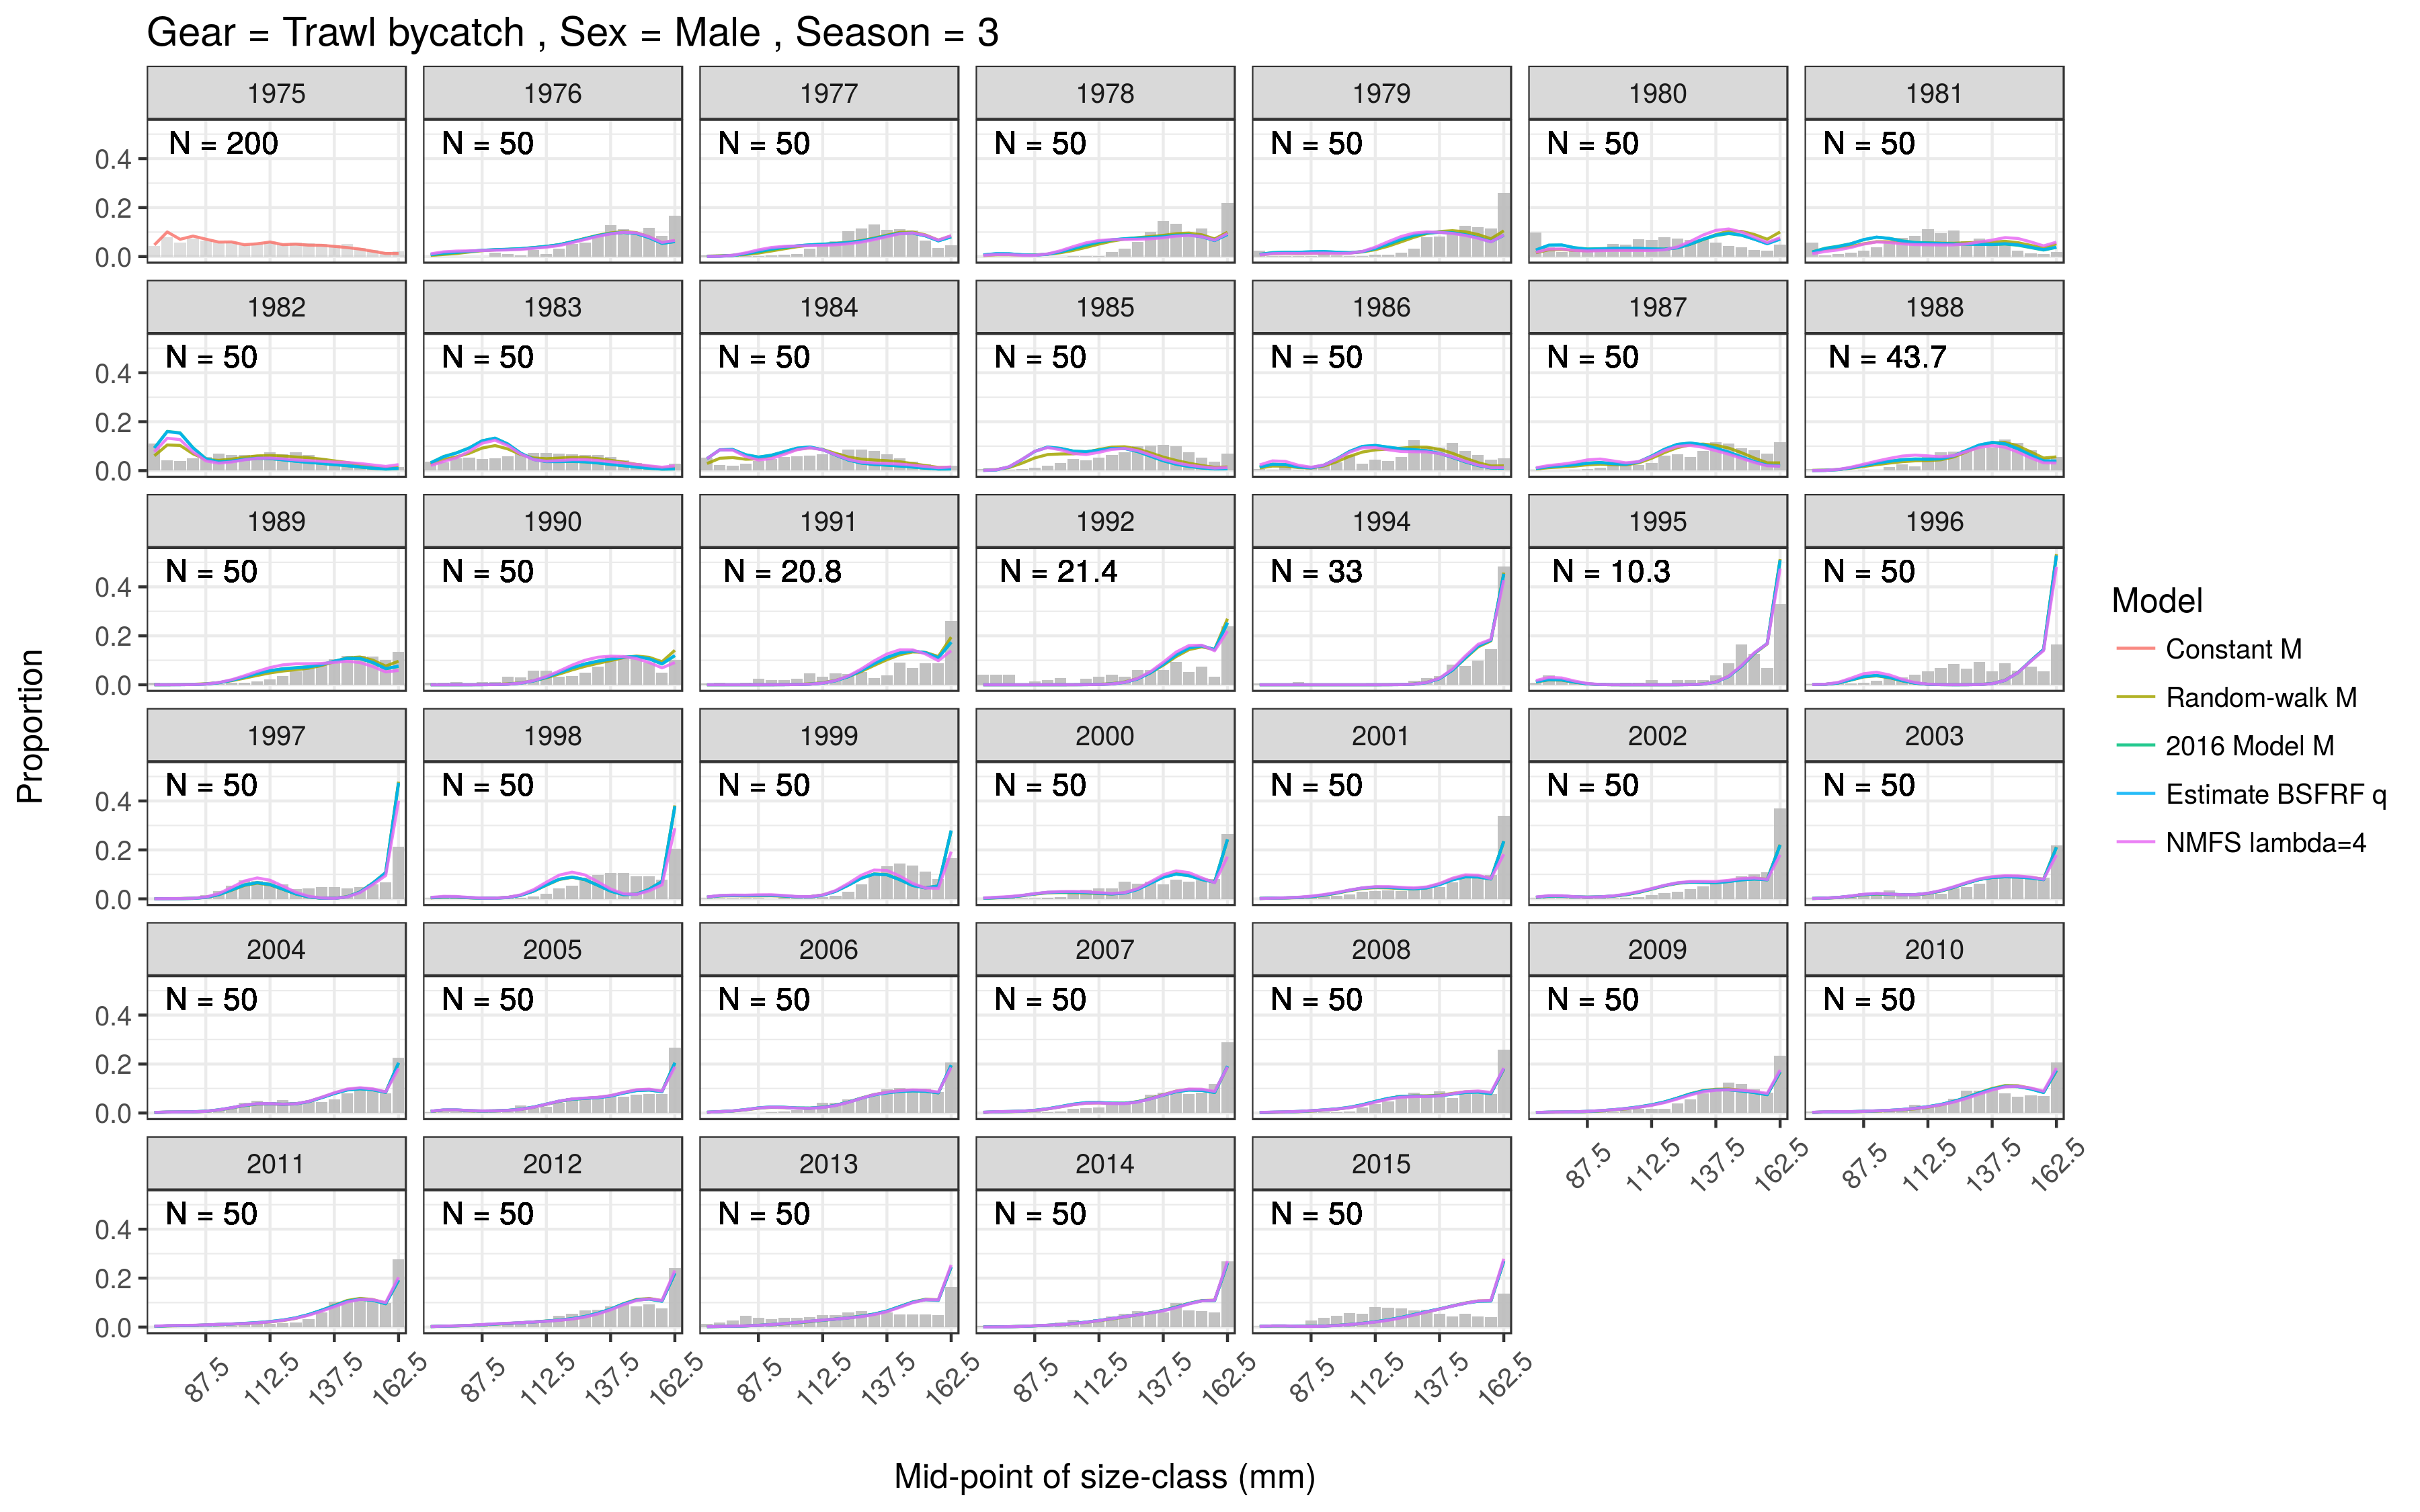 Gear = Trawl bycatch , Sex = Male , Season = 3
1975 1976 1977 1978 1979 1980 1981
N = 200 N = 50 N = 50 N = 50 N = 50 N = 50 N = 50
0.4
0.2
0.0
1982 1983 1984 1985 1986 1987 1988
N = 50 N = 50 N = 50 N = 50 N = 50 N = 50 N = 43.7
0.4
0.2
0.0
1989 1990 1991 1992 1994 1995 1996
N = 50 N = 50 N = 20.8 N = 21.4 N = 33 N = 10.3 N = 50
0.4
0.2
0.0
1997 1998 1999 2000 2001 2002 2003
N = 50 N = 50 N = 50 N = 50 N = 50 N = 50 N = 50
0.4
0.2
0.0
2004 2005 2006 2007 2008 2009 2010
N = 50 N = 50 N = 50 N = 50 N = 50 N = 50 N = 50
0.4
0.2
0.0
87.5 112.5 137.5 162.5 87.5 112.5 137.5 162.5
2011 2012 2013 2014 2015
N = 50 N = 50 N = 50 N = 50 N = 50
0.4
0.2
0.0
87.5 112.5 137.5 162.5 87.5 112.5 137.5 162.5 87.5 112.5 137.5 162.5 87.5 112.5 137.5 162.5 87.5 112.5 137.5 162.5
Mid-point of size-class (mm)
Proportion
Model
Constant M
Random-walk M
2016 Model M
Estimate BSFRF q
NMFS lambda=4